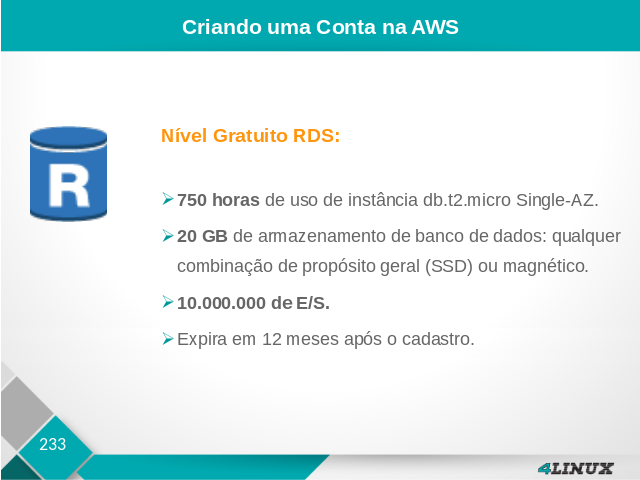 Criando uma Conta na AWS
Nível Gratuito RDS:
R
750 horas de uso de instância db.t2.micro Single-AZ.
20 GB de armazenamento de banco de dados: qualquer
combinação de propósito geral (SSD) ou magnético.
10.000.000 de E/S.
Expira em 12 meses após o cadastro.
233
4LINUX